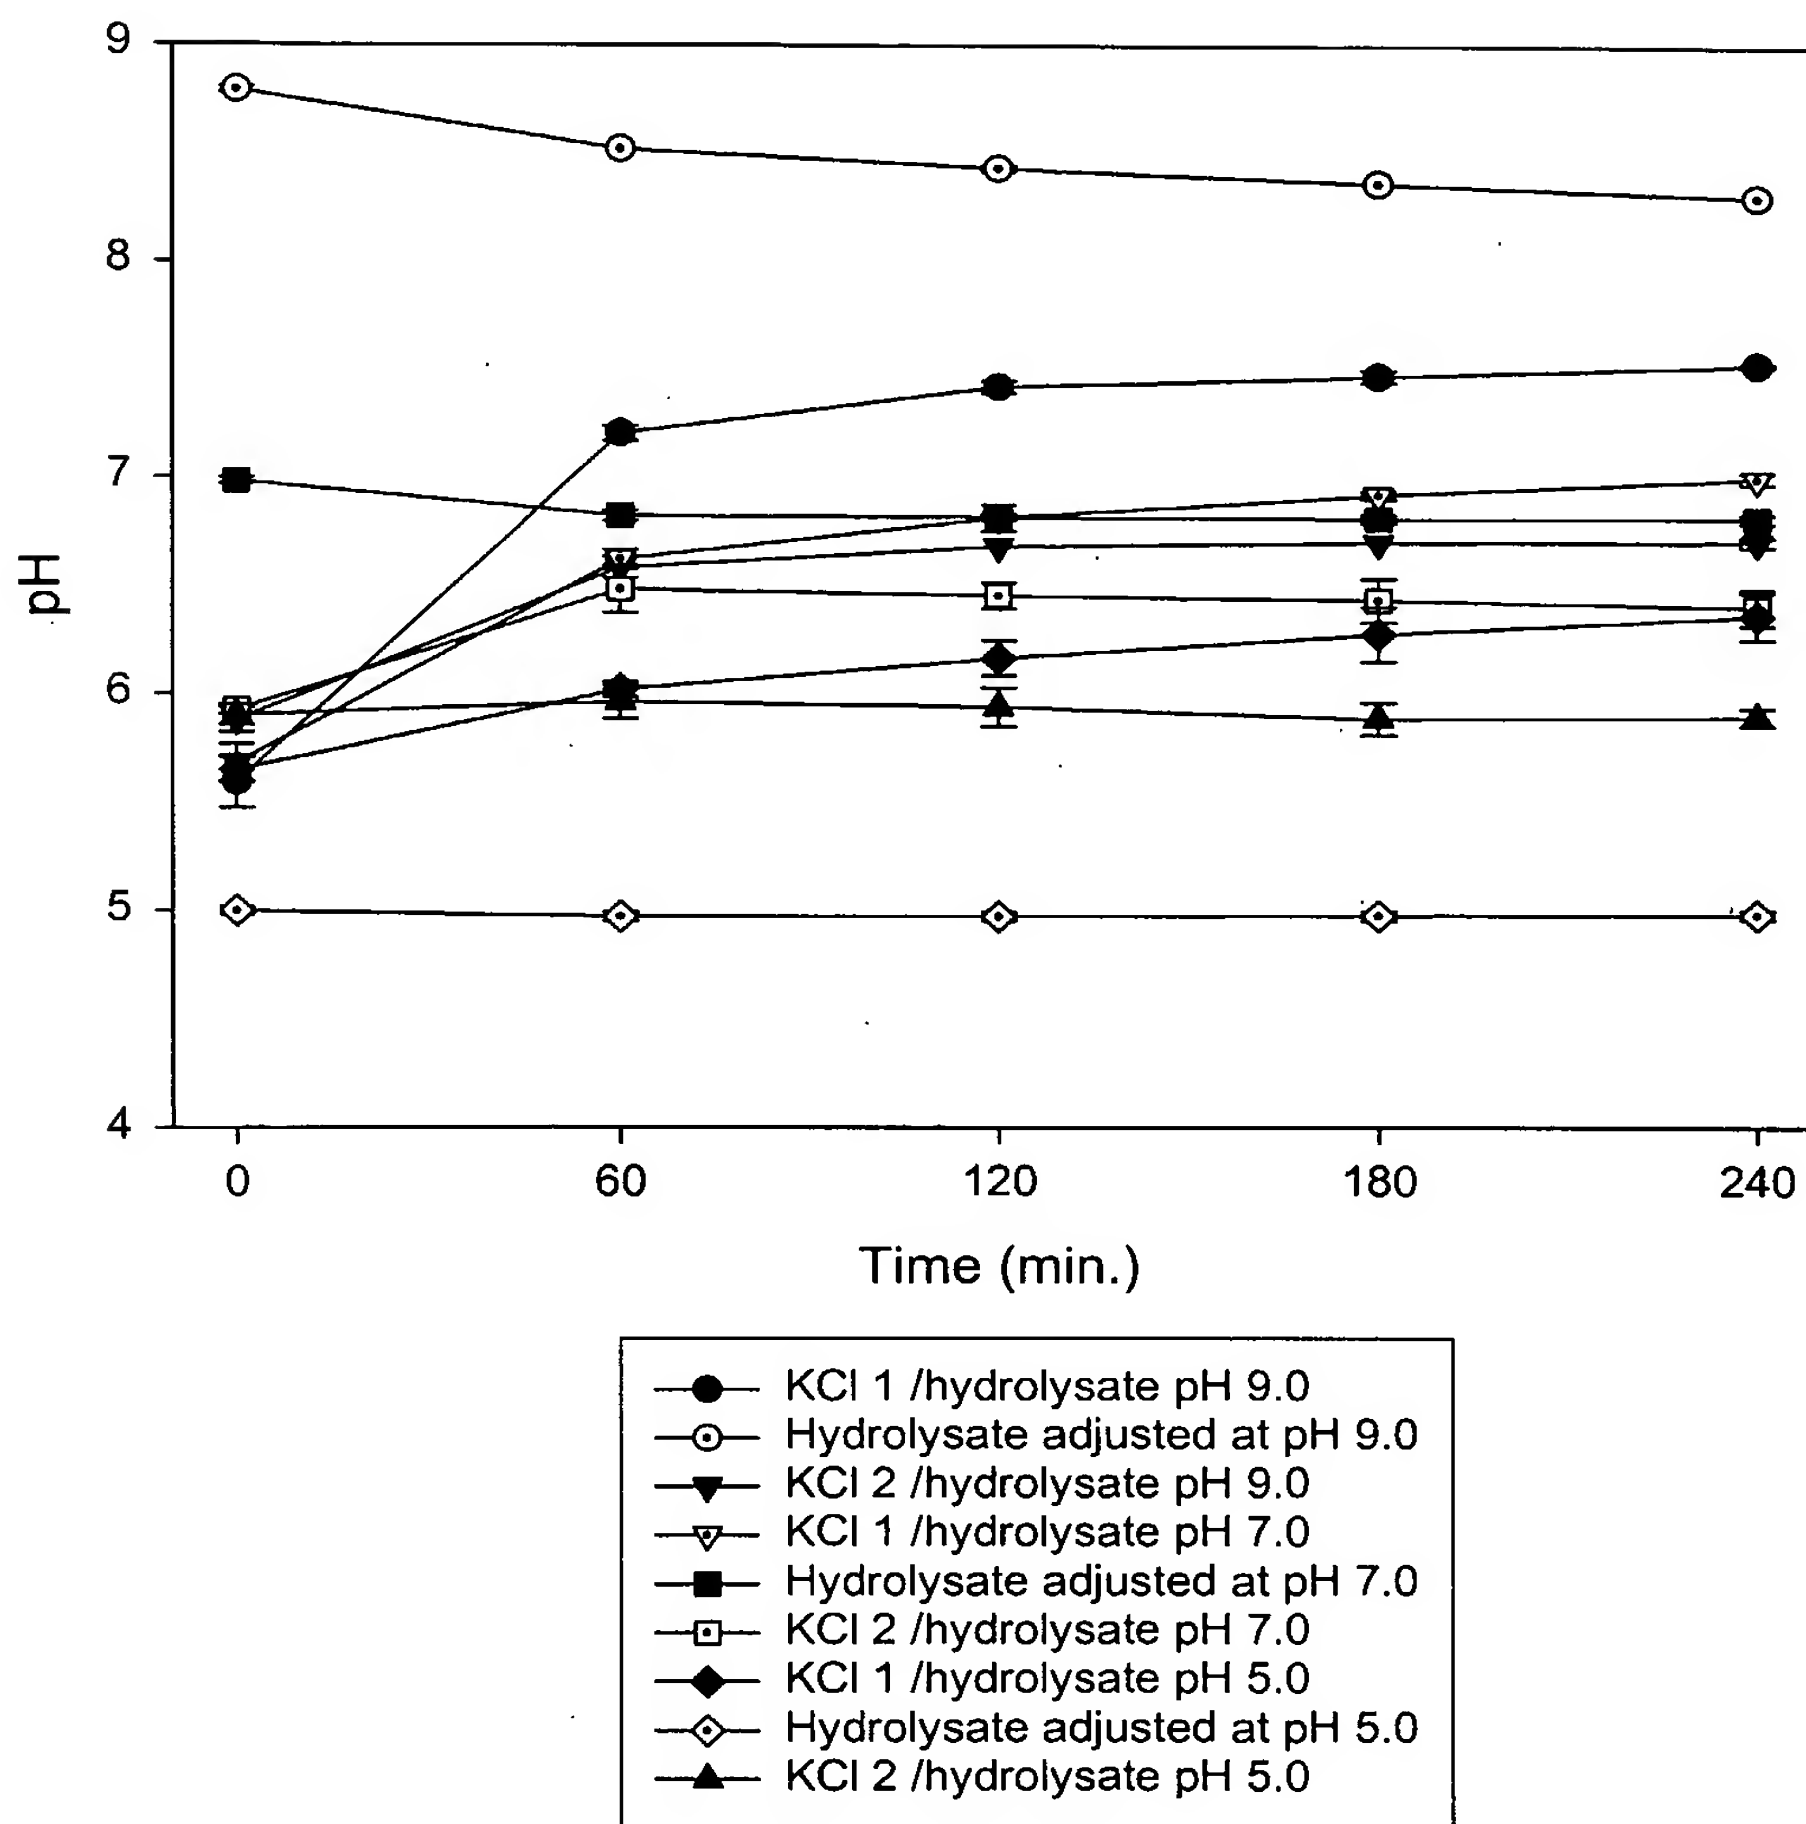 9
8
7
6
5
4
pH
0 60 120 180 240
Time (min.)
KCl 1 /hydrolysate pH 9.0
Hydrolysate adjusted at pH 9.0
KCl 2 /hydrolysate pH 9.0
KCl 1 /hydrolysate pH 7.0
Hydrolysate adjusted at pH 7.0
KCl 2 /hydrolysate pH 7.0
KCl 1 /hydrolysate pH 5.0
Hydrolysate adjusted at pH 5.0
KCl 2 /hydrolysate pH 5.0